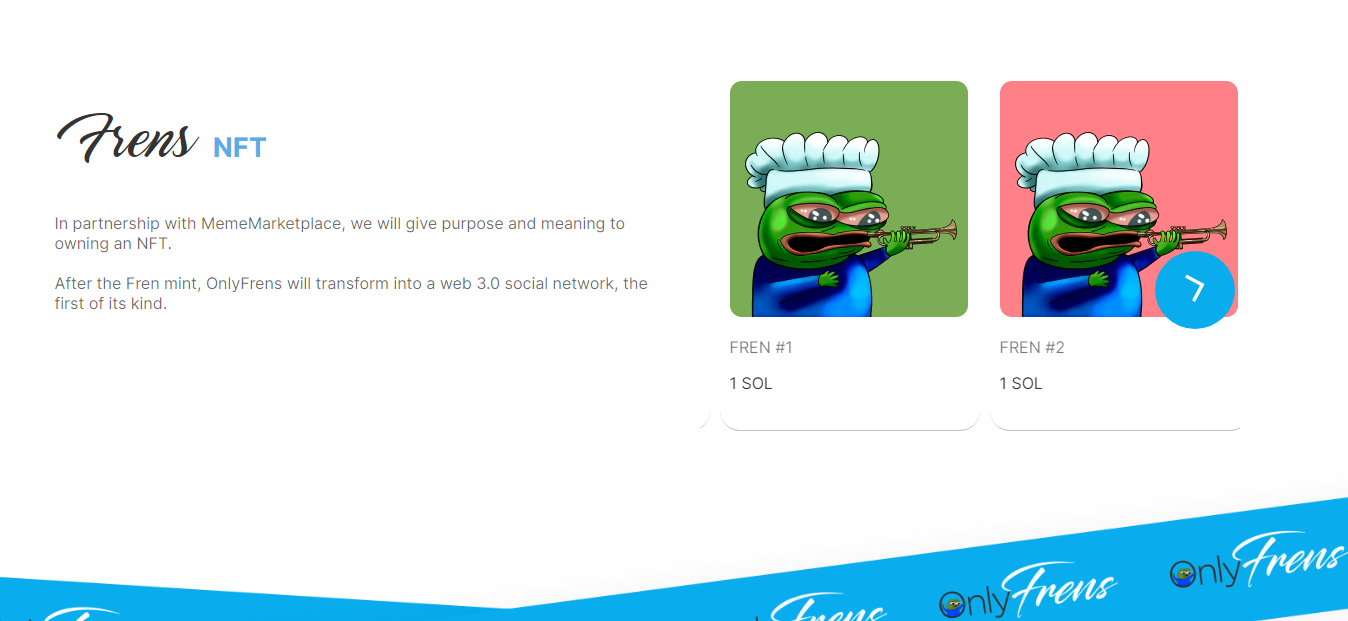 Frens NFT
In partnership with MemeMarketplace, we will give purpose and meaning to
owning an NFT.
After the Fren mint, OnlyFrens will transform into a web 3.0 social network, the
first of its kind.
FREN #1
1 SOL
FREN #2
1 SOL
OnlyFrens
OnlyFrens
Frens